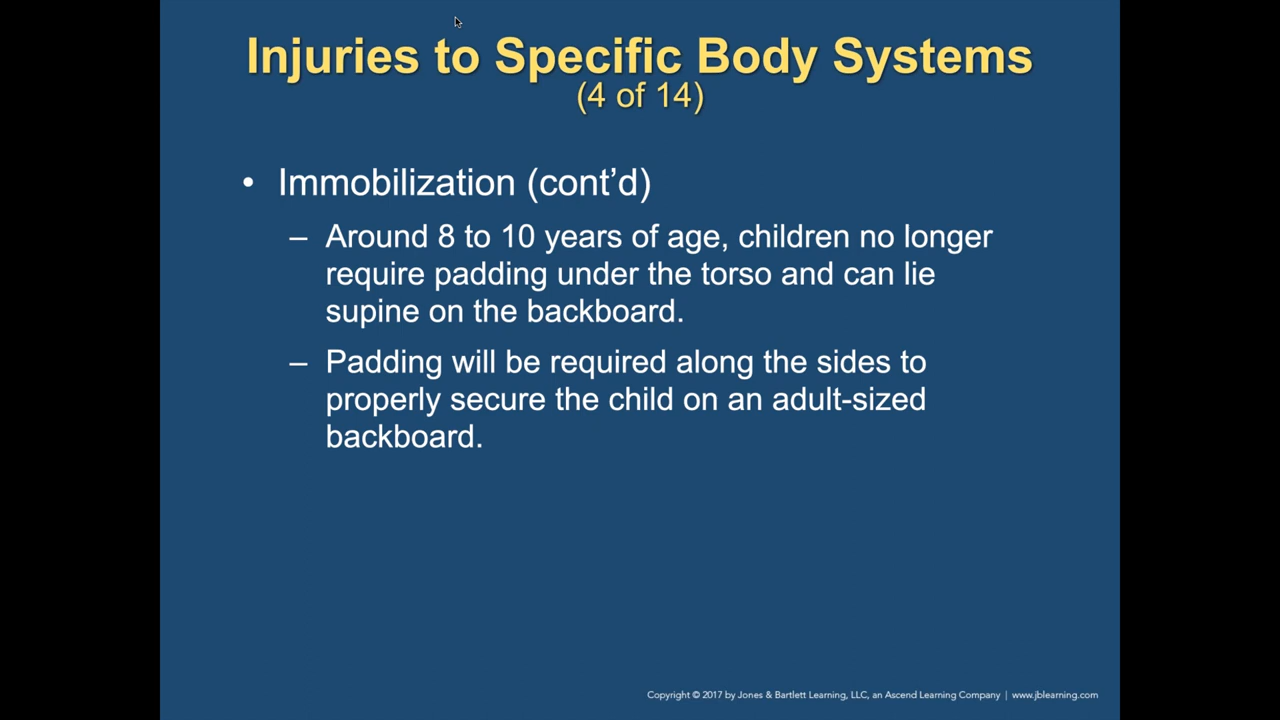 Injuries to Specific Body Systems
(4 of 14)
• Immobilization (cont’d)
– Around 8 to 10 years of age, children no longer
require padding under the torso and can lie
supine on the backboard.
– Padding will be required along the sides to
properly secure the child on an adult-sized
backboard.
Copyright © 2017 by Jones & Bartlett Learning, LLC, an Ascend Learning Company | www.jblearning.com